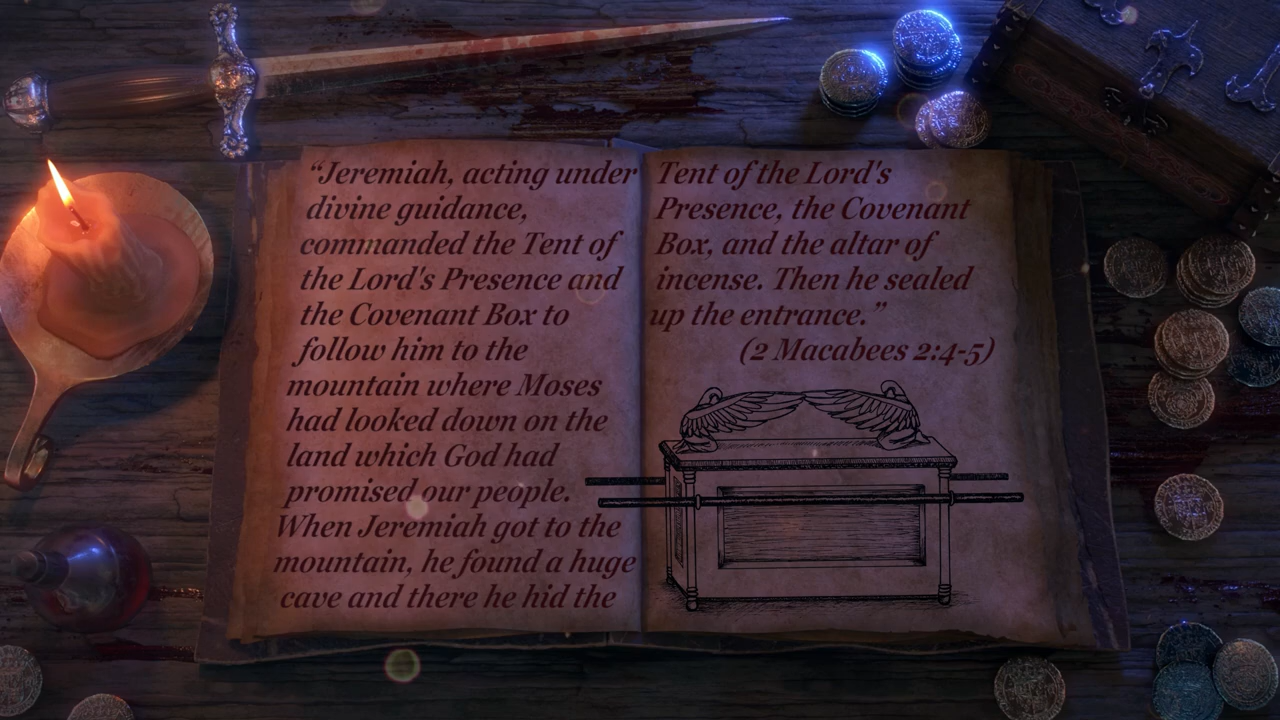 “Jeremiah, acting under
divine guidance,
commanded the Tent of
the Lord's Presence and
the Covenant Box to
follow him to the
mountain where Moses
had looked down on the
land which God had
promised our people.
When Jeremiah got to the
mountain, he found a huge
cave and there he hid the
Tent of the Lord's
Presence, the Covenant
Box, and the altar of
incense. Then he sealed
up the entrance.”
(2 Macabees 2:4-5)